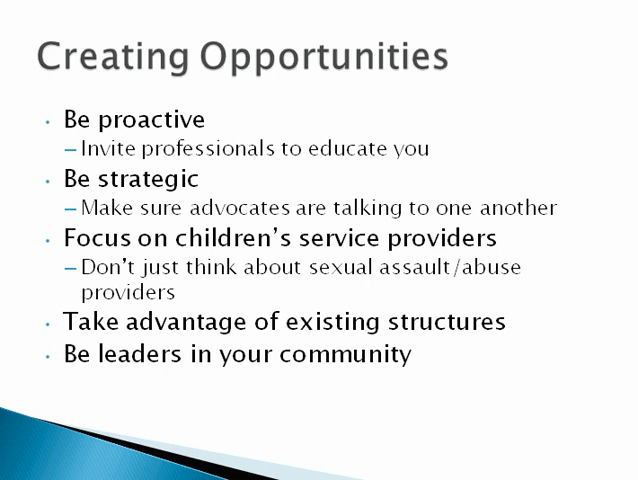 Creating Opportunities
• Be proactive
– Invite professionals to educate you
• Be strategic
– Make sure advocates are talking to one another
• Focus on children's service providers
– Don't just think about sexual assault/abuse
providers
• Take advantage of existing structures
• Be leaders in your community